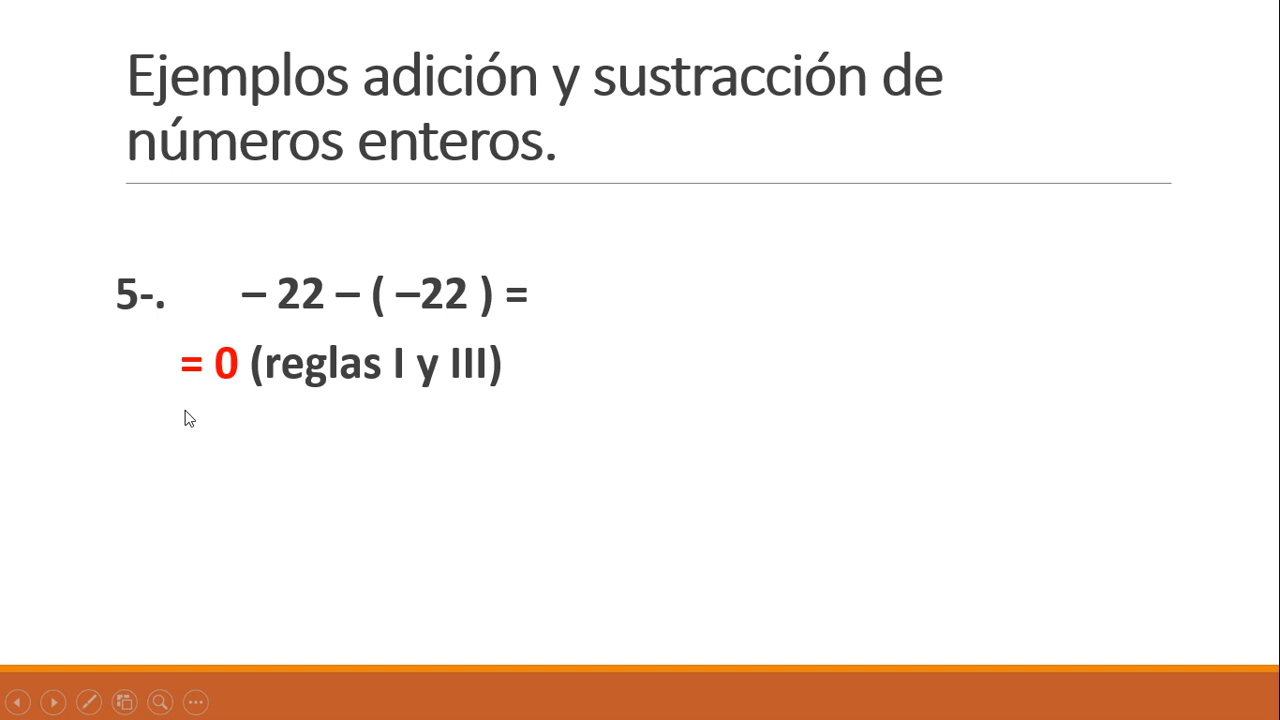 Ejemplos adición y sustracción de
números enteros.
5-. – 22 – ( –22 ) =
= 0 (reglas I y III)